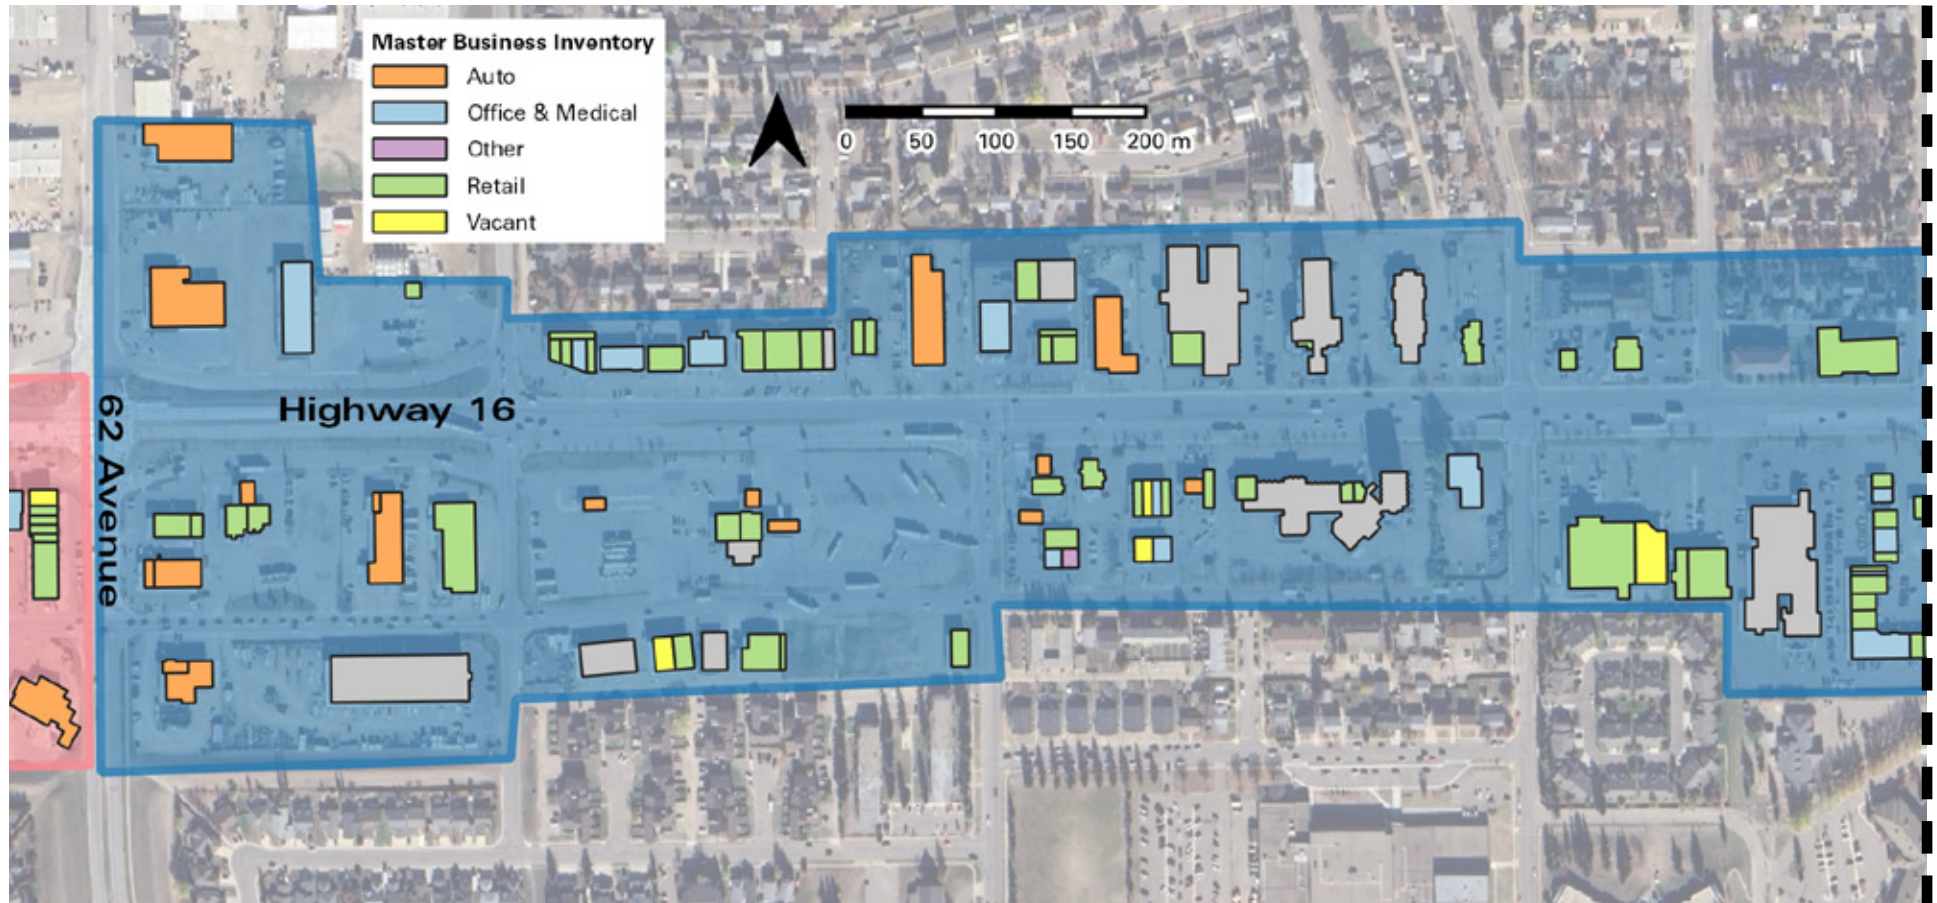 Master Business Inventory
Auto
Office & Medical
Other
Retail
Vacant
0 50 100 150 200 m
Highway 16
62 Avenue